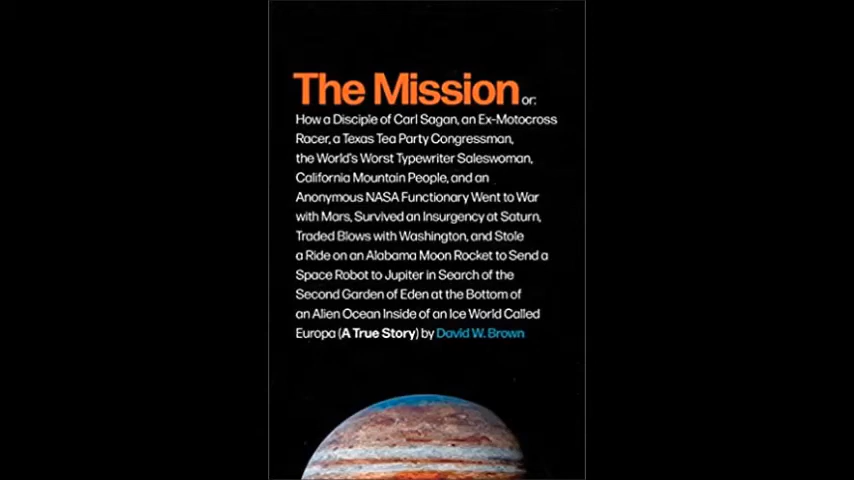 The Mission or:
How a Disciple of Carl Sagan, an Ex-Motocross
Racer, a Texas Tea Party Congressman,
the World's Worst Typewriter Saleswoman,
California Mountain People, and an
Anonymous NASA Functionary Went to War
with Mars, Survived an Insurgency at Saturn,
Traded Blows with Washington, and Stole
a Ride on an Alabama Moon Rocket to Send a
Space Robot to Jupiter in Search of the
Second Garden of Eden at the Bottom of
an Alien Ocean Inside of an Ice World Called
Europa (A True Story) by David W. Brown